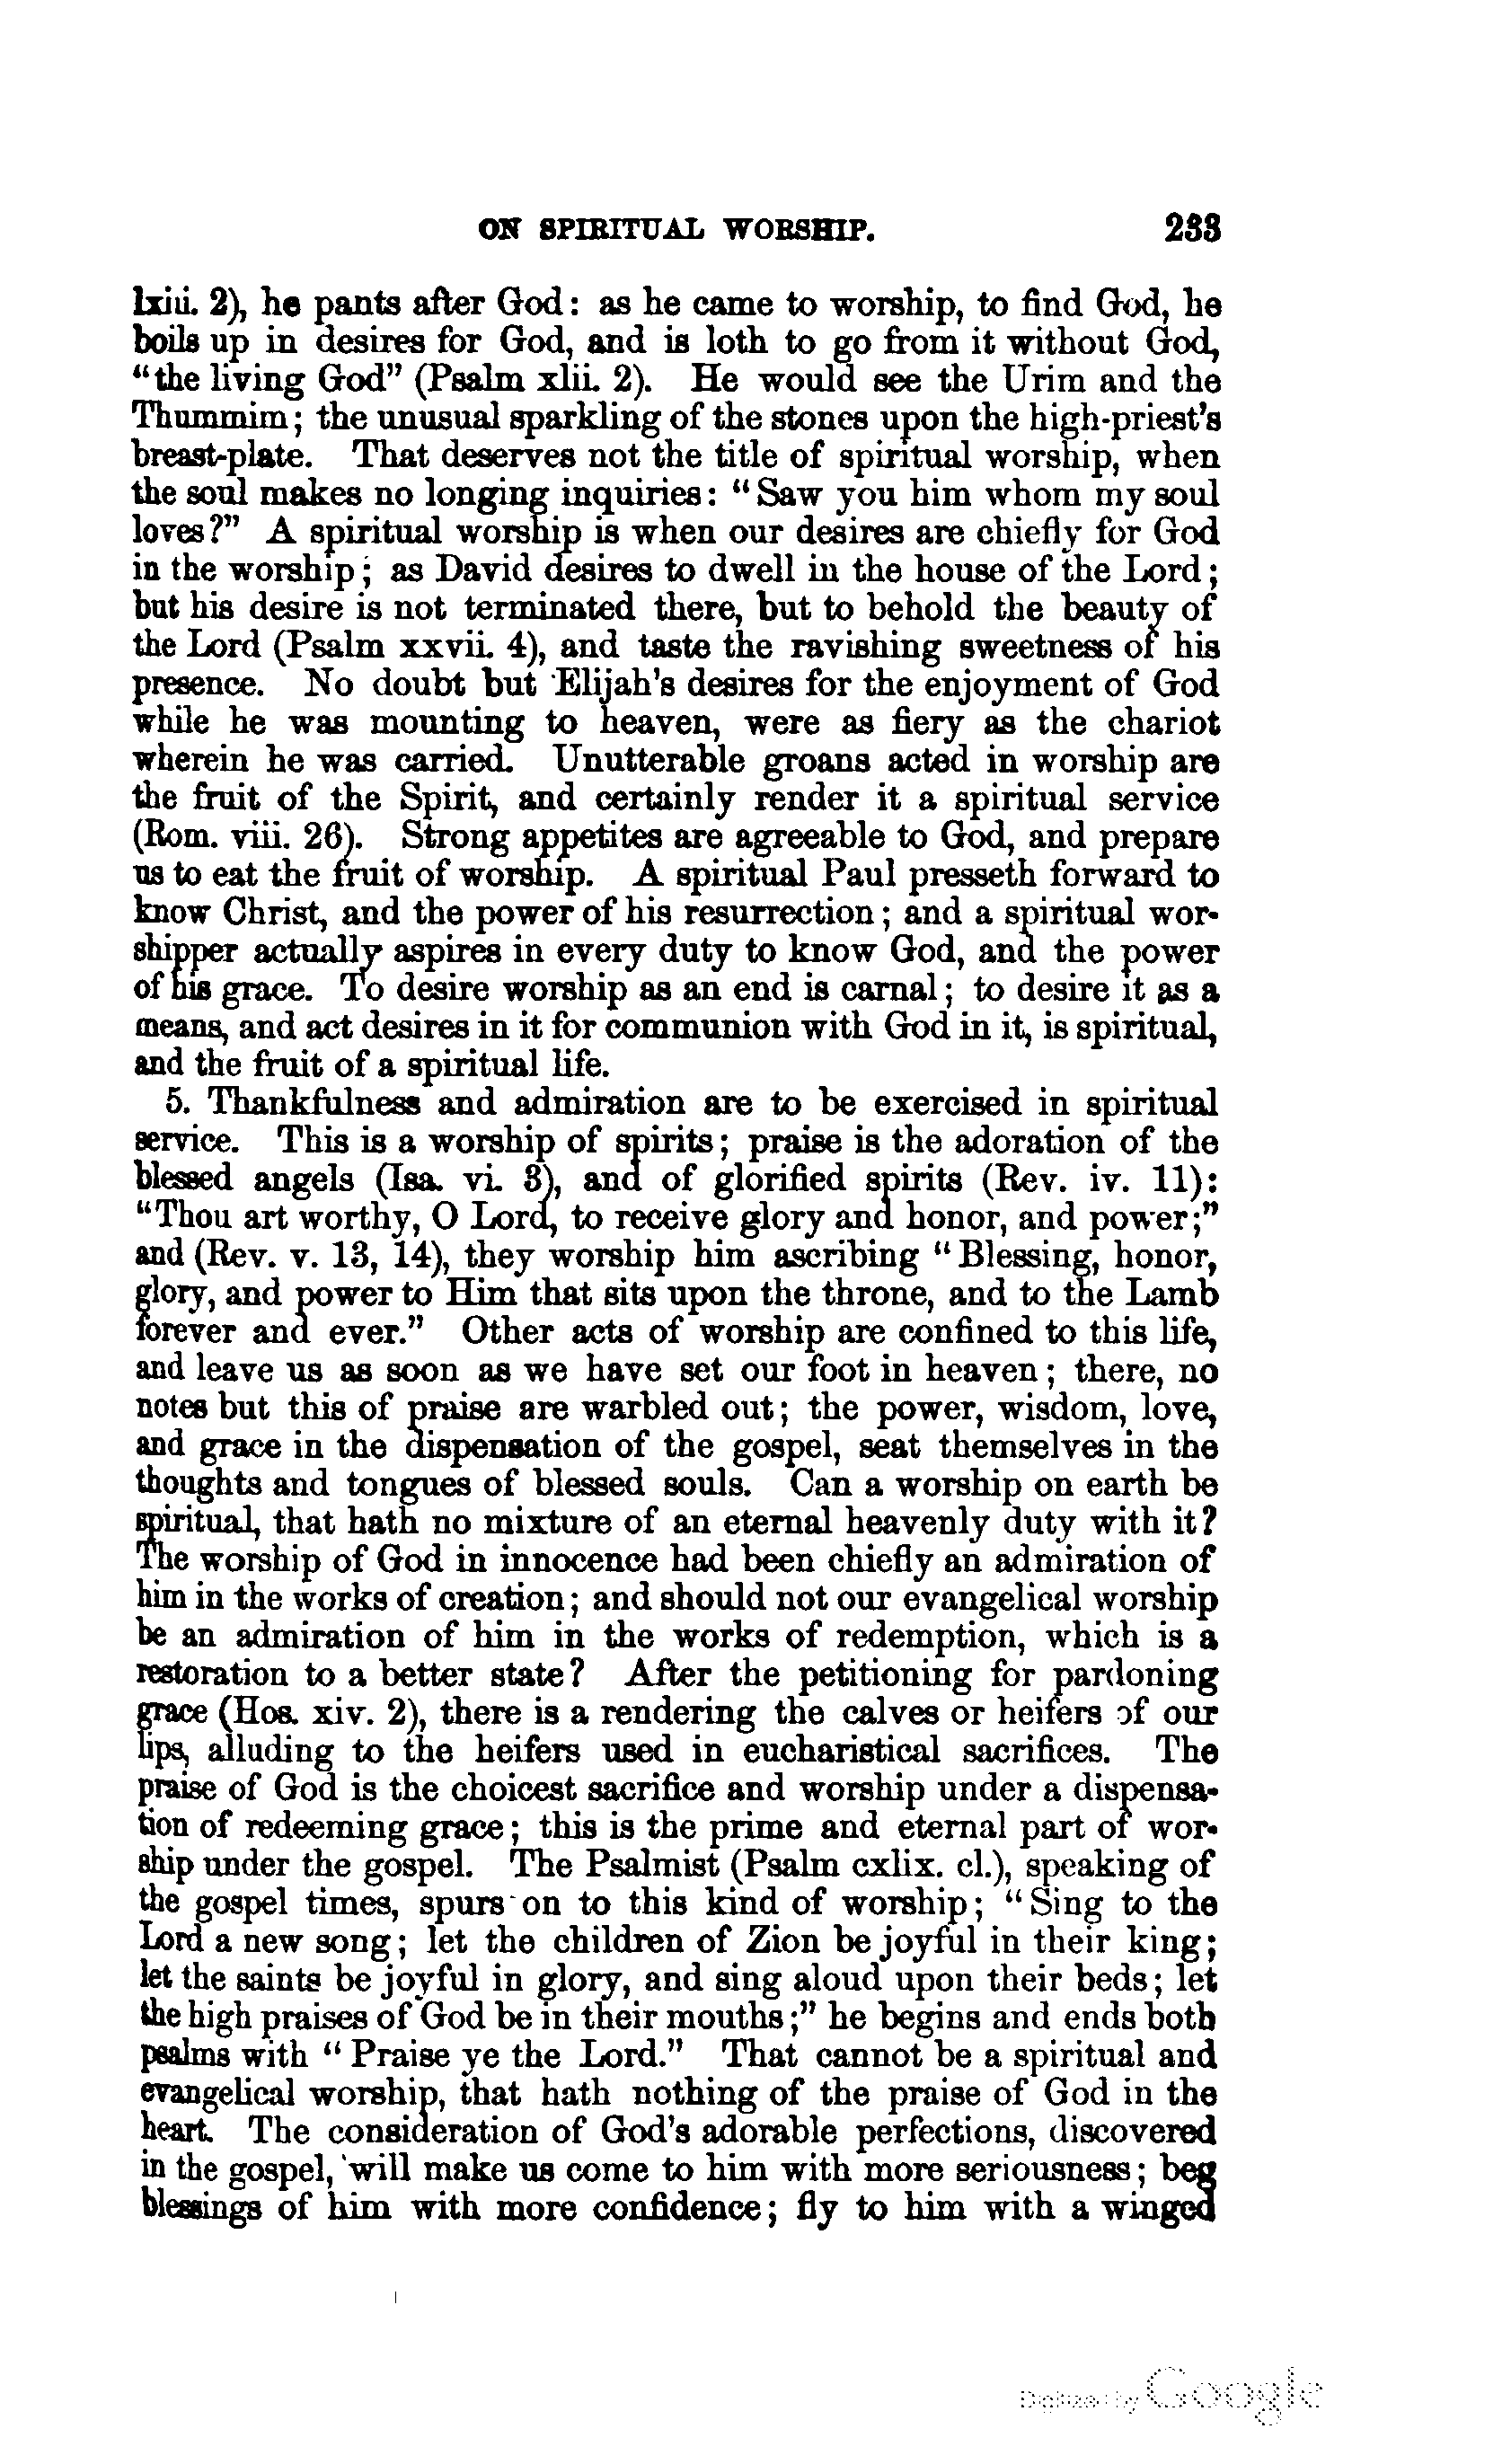 ON SPIRITUAL WORSHIP. 233
lxiii. 2), he pants after God: as he came to worship, to find God, he
boils up in desires for God, and is loth to go from it without God,
“the living God” (Psalm xlii. 2). He would see the Urim and the
Thummim; the unusual sparkling of the stones upon the high-priest's
breast-plate. That deserves not the title of spiritual worship, when
the soul makes no longing inquiries: “Saw you him whom my soul
loves?” A spiritual worship is when our desires are chiefly for God
in the worship; as David desires to dwell in the house of the Lord;
but his desire is not terminated there, but to behold the beauty of
the Lord (Psalm xxvii. 4), and taste the ravishing sweetness of his
presence. No doubt but Elijah's desires for the enjoyment of God
while he was mounting to heaven, were as fiery as the chariot
wherein he was carried. Unutterable groans acted in worship are
the fruit of the Spirit, and certainly render it a spiritual service
(Rom. viii. 26). Strong appetites are agreeable to God, and prepare
us to eat the fruit of worship. A spiritual Paul presseth forward to
know Christ, and the power of his resurrection; and a spiritual wor-
shipper actually aspires in every duty to know God, and the power
of his grace. To desire worship as an end is carnal; to desire it as a
means, and act desires in it for communion with God in it, is spiritual,
and the fruit of a spiritual life.
5. Thankfulness and admiration are to be exercised in spiritual
service. This is a worship of spirits; praise is the adoration of the
blessed angels (Isa. vi. 3), and of glorified spirits (Rev. iv. 11):
“Thou art worthy, O Lord, to receive glory and honor, and power;”
and (Rev. v. 13, 14), they worship him ascribing “Blessing, honor,
glory, and power to Him that sits upon the throne, and to the Lamb
forever and ever.” Other acts of worship are confined to this life,
and leave us as soon as we have set our foot in heaven; there, no
notes but this of praise are warbled out; the power, wisdom, love,
and grace in the dispensation of the gospel, seat themselves in the
thoughts and tongues of blessed souls. Can a worship on earth be
spiritual, that hath no mixture of an eternal heavenly duty with it?
The worship of God in innocence had been chiefly an admiration of
him in the works of creation; and should not our evangelical worship
be an admiration of him in the works of redemption, which is a
restoration to a better state? After the petitioning for pardoning
grace (Hos. xiv. 2), there is a rendering the calves or heifers of our
lips, alluding to the heifers used in eucharistical sacrifices. The
praise of God is the choicest sacrifice and worship under a dispensa-
tion of redeeming grace; this is the prime and eternal part of wor-
ship under the gospel. The Psalmist (Psalm cxlix. cl.), speaking of
the gospel times, spurs on to this kind of worship; “Sing to the
Lord a new song; let the children of Zion be joyful in their king;
let the saints be joyful in glory, and sing aloud upon their beds; let
the high praises of God be in their mouths;” he begins and ends both
psalms with “Praise ye the Lord.” That cannot be a spiritual and
evangelical worship, that hath nothing of the praise of God in the
heart. The consideration of God's adorable perfections, discovered
in the gospel, will make us come to him with more seriousness; beg
blessings of him with more confidence; fly to him with a winged
Digitized by Google